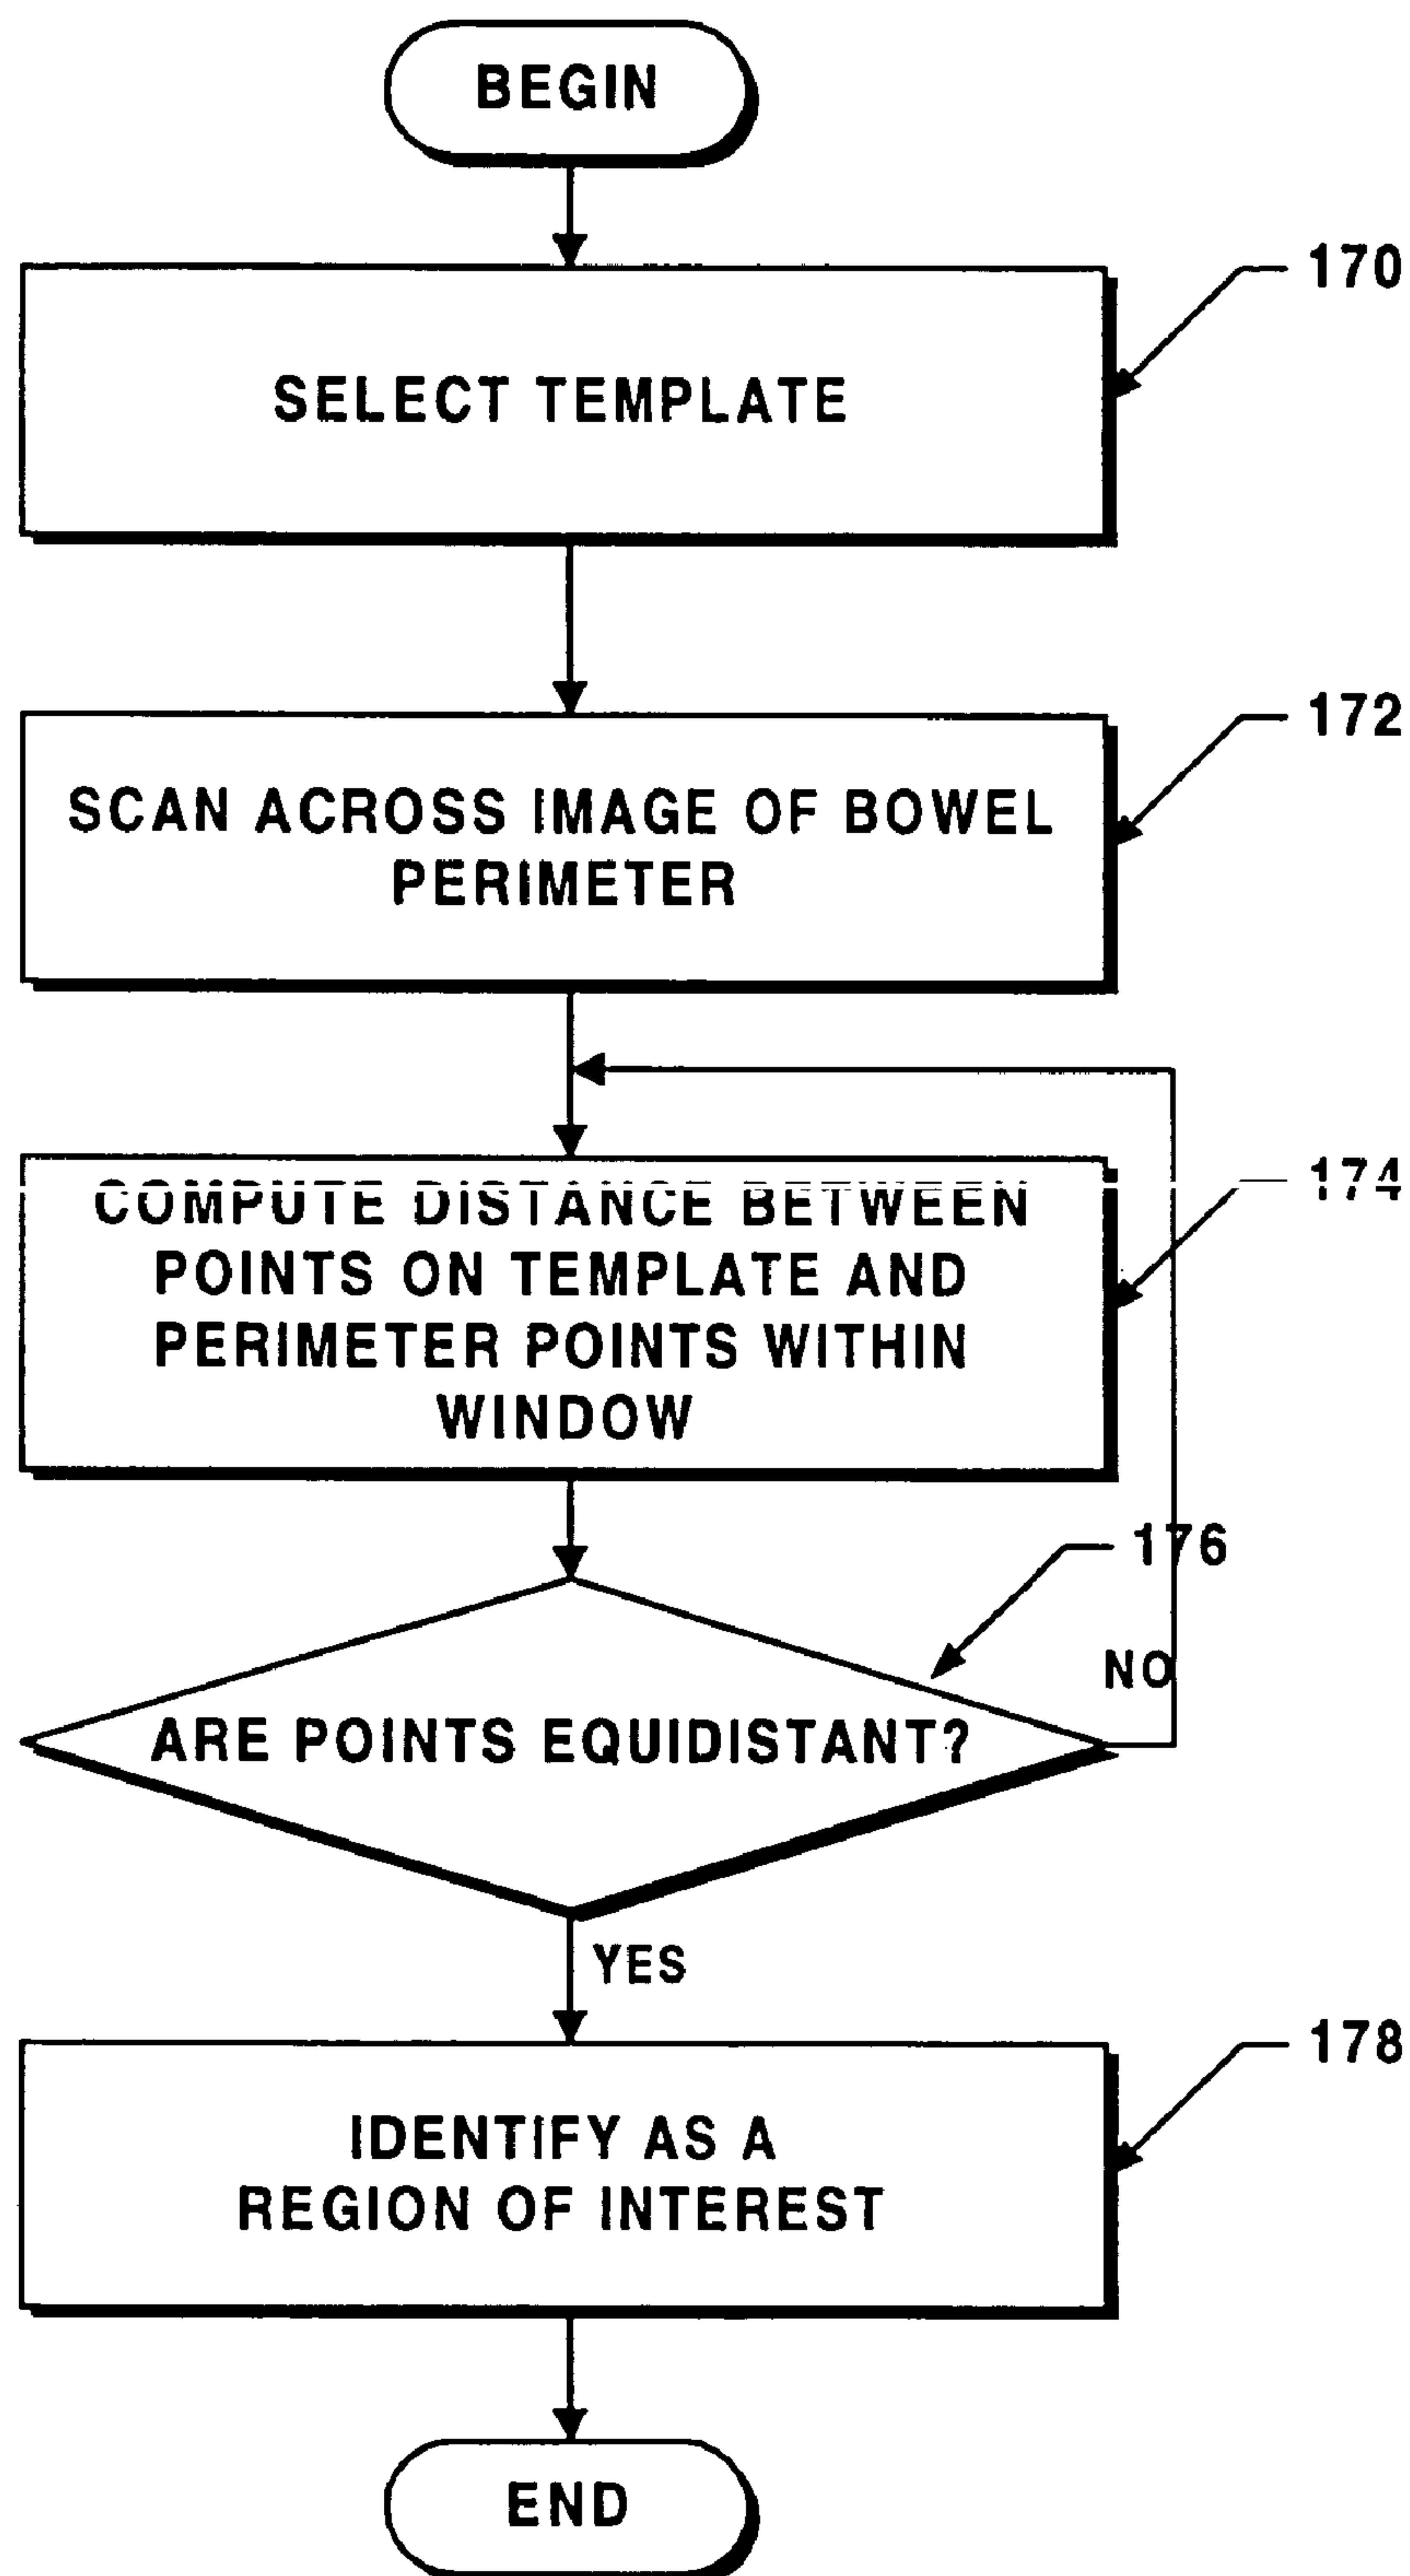 BEGIN
170
SELECT TEMPLATE
172
SCAN ACROSS IMAGE OF BOWEL
PERIMETER
174
COMPUTE DISTANCE BETWEEN
POINTS ON TEMPLATE AND
PERIMETER POINTS WITHIN
WINDOW
176
NO
ARE POINTS EQUIDISTANT?
YES
178
IDENTIFY AS A
REGION OF INTEREST
END